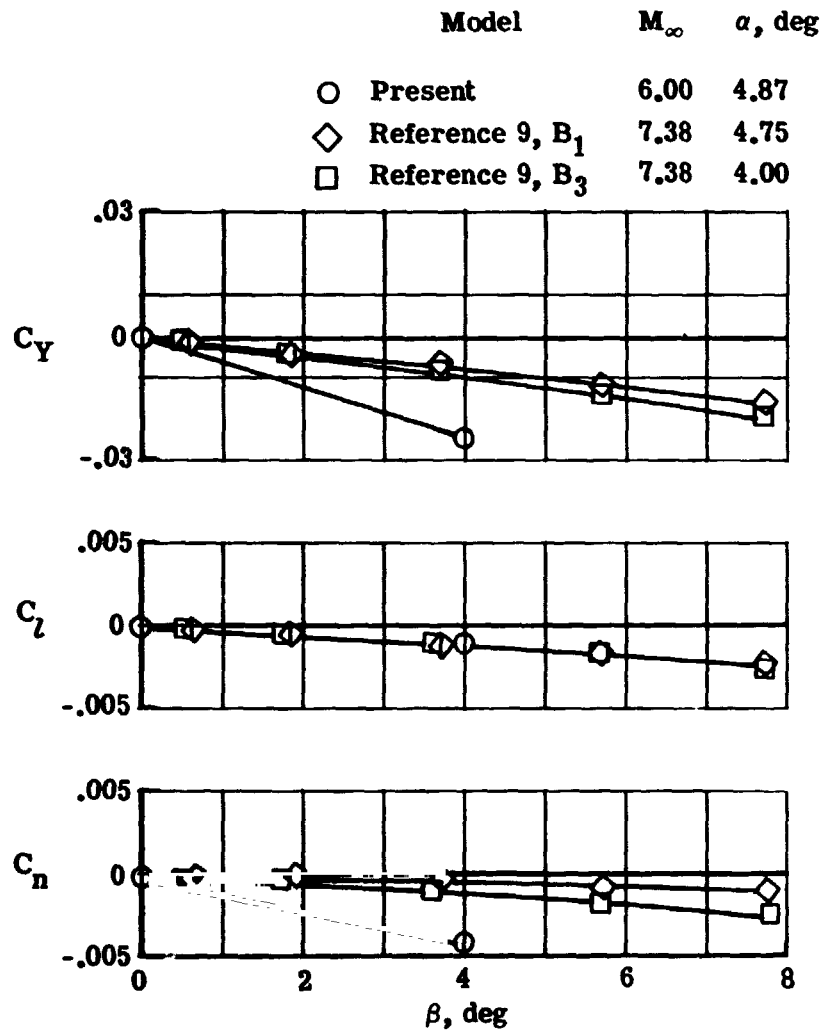 Model M∞ α, deg
Present 6.00 4.87
Reference 9, B1 7.38 4.75
Reference 9, B3 7.38 4.00
.03
CY 0
-.03
.005
Cl 0
-.005
.005
Cn 0
-.005
0 2 4 6 8
β, deg